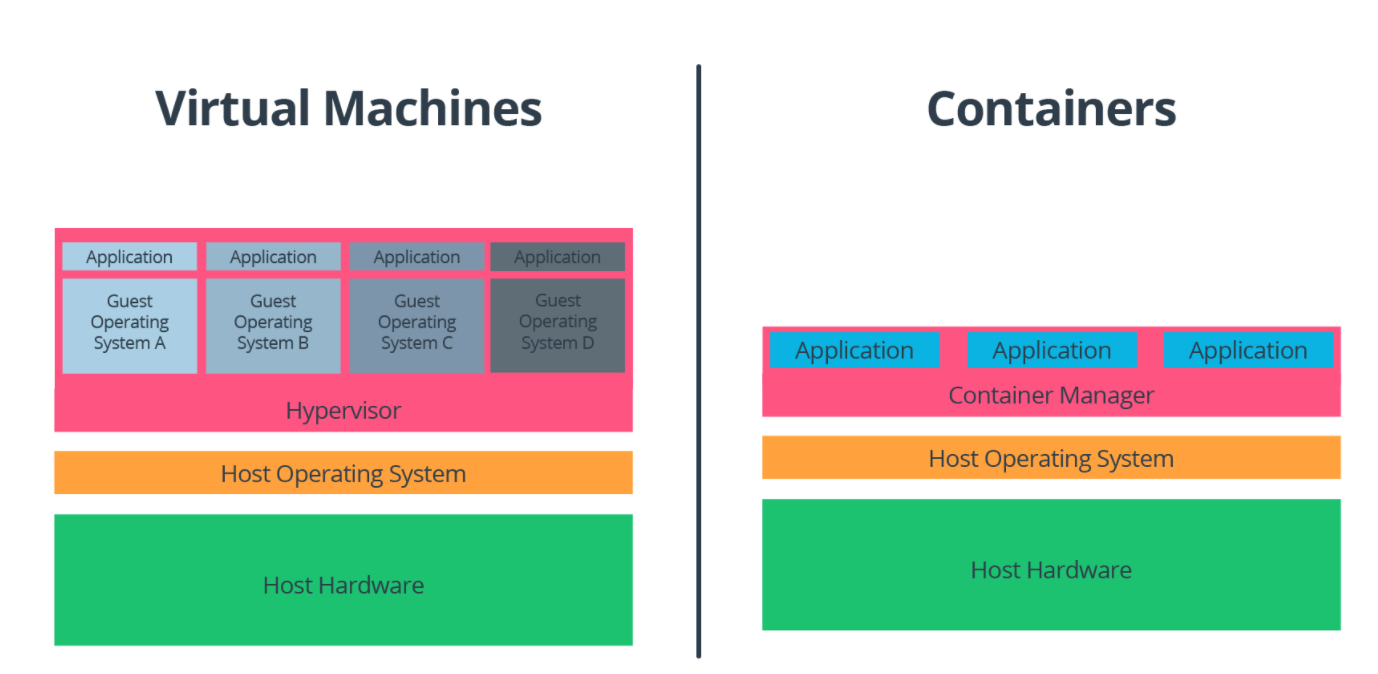 Virtual Machines
Application
Guest
Operating
System A
Application
Guest
Operating
System B
Application
Guest
Operating
System C
Application
Guest
Operating
System D
Hypervisor
Host Operating System
Host Hardware
Containers
Application
Application
Application
Container Manager
Host Operating System
Host Hardware